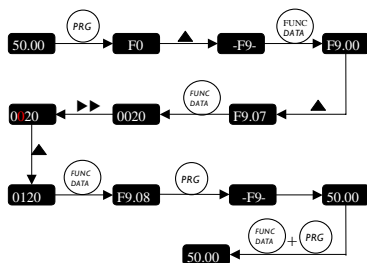 50.00 PRG F0 -F9- FUNC DATA F9.00
0020 0020 FUNC DATA F9.07
0120 FUNC DATA F9.08 PRG -F9- 50.00
50.00 FUNC DATA + PRG